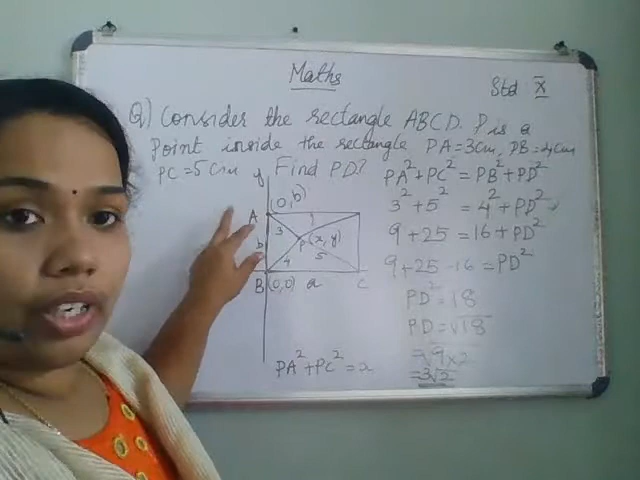 Maths
Std X
Q) Consider the rectangle ABCD. P is a
point inside the rectangle PA=3cm, PB=4cm
PC=5cm Find PD?
y
A (0,b)
3
P(x,y)
b
4
5
B (0,0) a C
PA²+PC²=PB²+PD²
3²+5² = 4²+PD²
9+25=16+PD²
9+25-16=PD²
PD²=18
PD=√18
=√9×2
=3√2
PA²+PC²=x